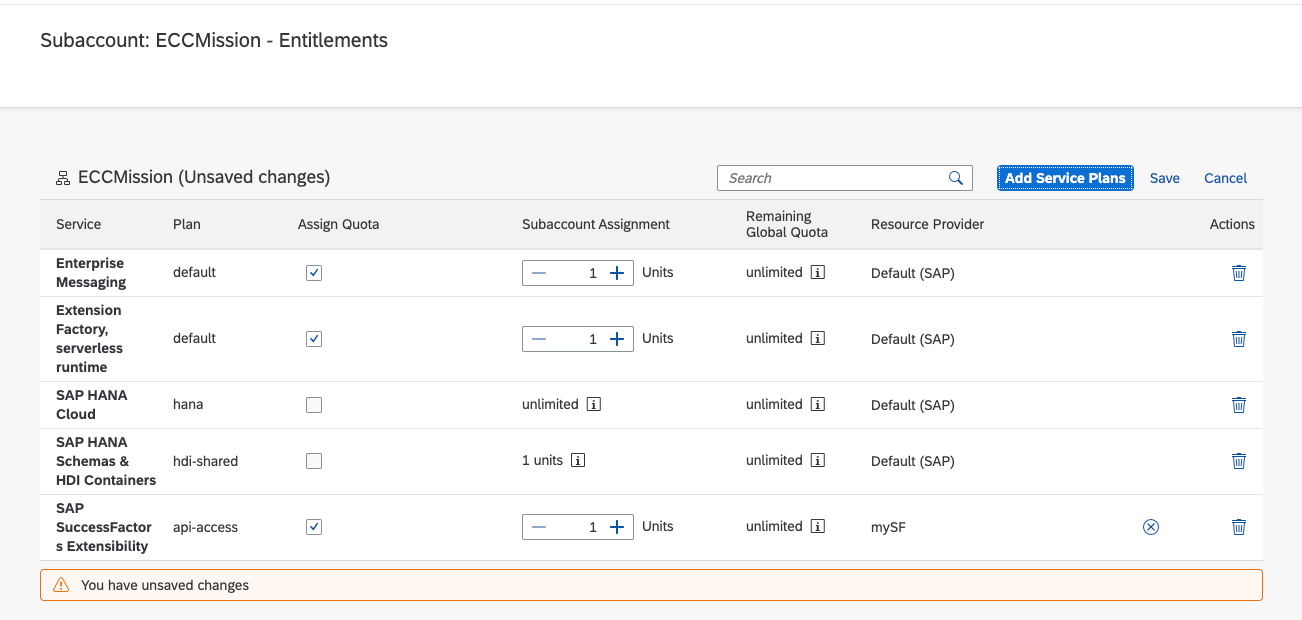 Subaccount: ECCMission - Entitlements
ECCMission (Unsaved changes)
Search
Add Service Plans
Save
Cancel
Service
Plan
Assign Quota
Subaccount Assignment
Remaining
Global Quota
Resource Provider
Actions
Enterprise
Messaging
default
1
Units
unlimited
Default (SAP)
Extension
Factory,
serverless
runtime
default
1
Units
unlimited
Default (SAP)
SAP HANA
Cloud
hana
unlimited
unlimited
Default (SAP)
SAP HANA
Schemas &
HDI Containers
hdi-shared
1 units
unlimited
Default (SAP)
SAP
SuccessFactor
s Extensibility
api-access
1
Units
unlimited
mySF
You have unsaved changes